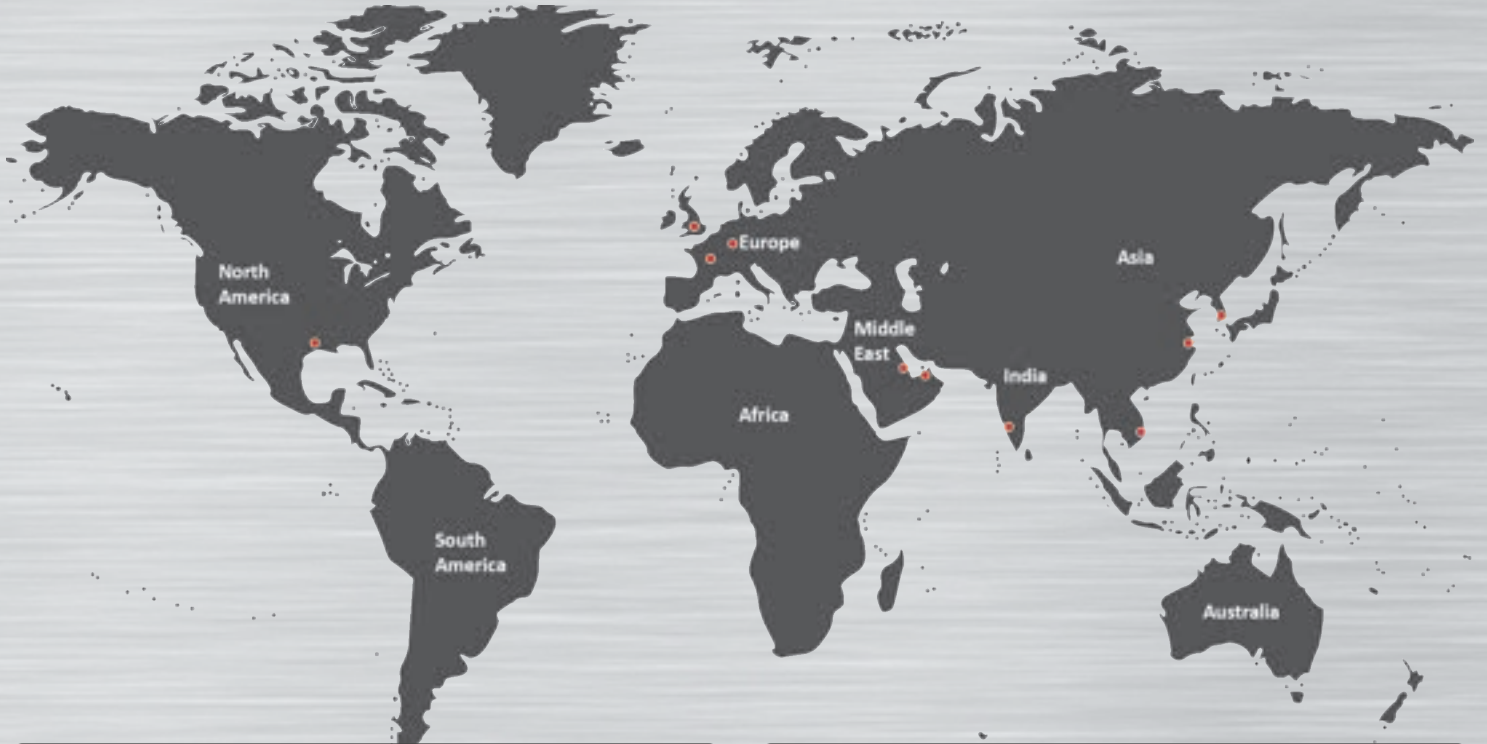 North
America
Europe
Asia
Middle
East
India
Africa
South
America
Australia